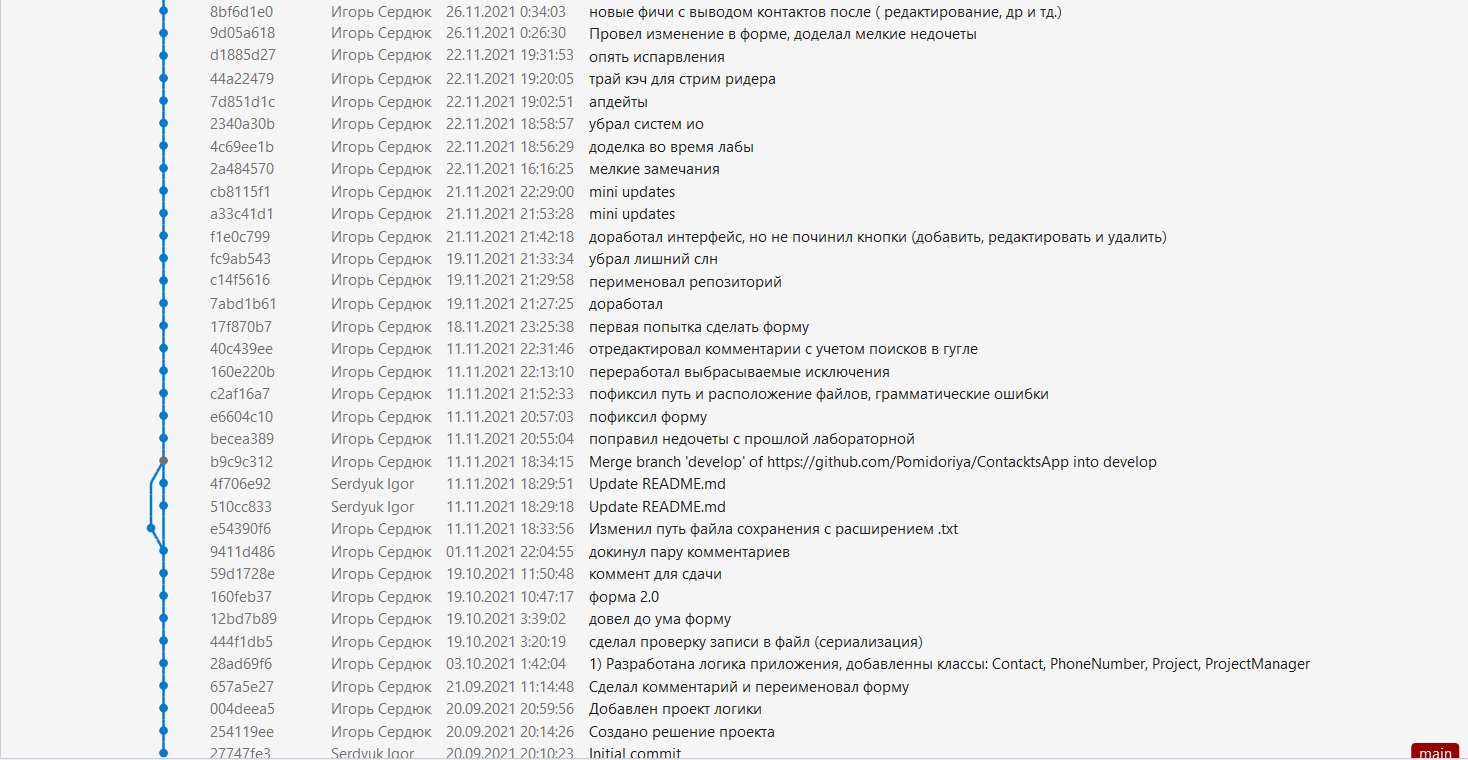 8bf6d1e0 Игорь Сердюк 26.11.2021 0:34:03 новые фичи с выводом контактов после ( редактирование, др и тд.)
9d05a618 Игорь Сердюк 26.11.2021 0:26:30 Провел изменение в форме, доделал мелкие недочеты
d1885d27 Игорь Сердюк 22.11.2021 19:31:53 опять испарвления
44a22479 Игорь Сердюк 22.11.2021 19:20:05 трай кэч для стрим ридера
7d851d1c Игорь Сердюк 22.11.2021 19:02:51 апдейты
2340a30b Игорь Сердюк 22.11.2021 18:58:57 убрал систем ио
4c69ee1b Игорь Сердюк 22.11.2021 18:56:29 доделка во время лабы
2a484570 Игорь Сердюк 22.11.2021 16:16:25 мелкие замечания
cb8115f1 Игорь Сердюк 21.11.2021 22:29:00 mini updates
a33c41d1 Игорь Сердюк 21.11.2021 21:53:28 mini updates
f1e0c799 Игорь Сердюк 21.11.2021 21:42:18 доработал интерфейс, но не починил кнопки (добавить, редактировать и удалить)
fc9ab543 Игорь Сердюк 19.11.2021 21:33:34 убрал лишний слн
c14f5616 Игорь Сердюк 19.11.2021 21:29:58 перименовал репозиторий
7abd1b61 Игорь Сердюк 19.11.2021 21:27:25 доработал
17f870b7 Игорь Сердюк 18.11.2021 23:25:38 первая попытка сделать форму
40c439ee Игорь Сердюк 11.11.2021 22:31:46 отредактировал комментарии с учетом поисков в гугле
160e220b Игорь Сердюк 11.11.2021 22:13:10 переработал выбрасываемые исключения
c2af16a7 Игорь Сердюк 11.11.2021 21:52:33 пофиксил путь и расположение файлов, грамматические ошибки
e6604c10 Игорь Сердюк 11.11.2021 20:57:03 пофиксил форму
becea389 Игорь Сердюк 11.11.2021 20:55:04 поправил недочеты с прошлой лабораторной
b9c9c312 Игорь Сердюк 11.11.2021 18:34:15 Merge branch 'develop' of https://github.com/Pomidoriya/ContacktsApp into develop
4f706e92 Serdyuk Igor 11.11.2021 18:29:51 Update README.md
510cc833 Serdyuk Igor 11.11.2021 18:29:18 Update README.md
e54390f6 Игорь Сердюк 11.11.2021 18:33:56 Изменил путь файла сохранения с расширением .txt
9411d486 Игорь Сердюк 01.11.2021 22:04:55 докинул пару комментариев
59d1728e Игорь Сердюк 19.10.2021 11:50:48 коммент для сдачи
160feb37 Игорь Сердюк 19.10.2021 10:47:17 форма 2.0
12bd7b89 Игорь Сердюк 19.10.2021 3:39:02 довел до ума форму
444f1db5 Игорь Сердюк 19.10.2021 3:20:19 сделал проверку записи в файл (сериализация)
28ad69f6 Игорь Сердюк 03.10.2021 1:42:04 1) Разработана логика приложения, добавленны классы: Contact, PhoneNumber, Project, ProjectManager
657a5e27 Игорь Сердюк 21.09.2021 11:14:48 Сделал комментарий и переименовал форму
004deea5 Игорь Сердюк 20.09.2021 20:59:56 Добавлен проект логики
254119ee Игорь Сердюк 20.09.2021 20:14:26 Создано решение проекта
27747fe3 Serdyuk Igor 20.09.2021 20:10:23 Initial commit main